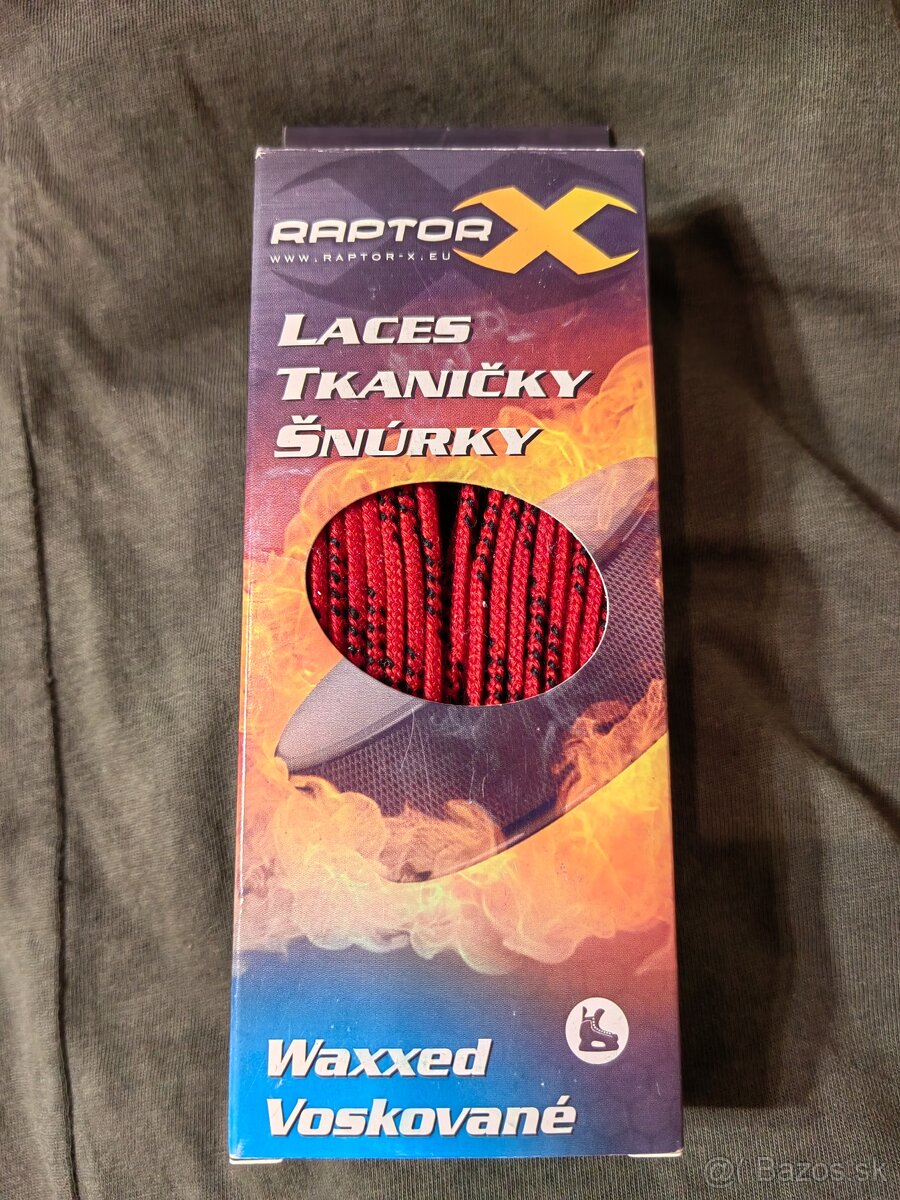 RAPTOR X
WWW.RAPTOR-X.EU
LACES
TKANIČKY
ŠNÚRKY
Waxxed
Voskované
@( Bazos.sk